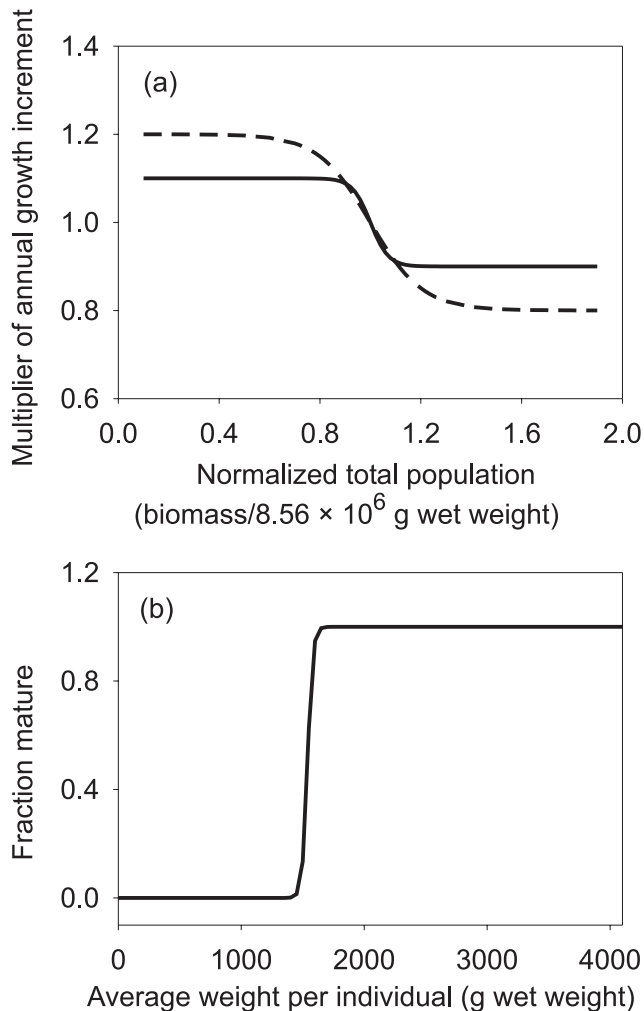 Multiplier of annual growth increment
(a)
1.4
1.2
1.0
0.8
0.6
0.0 0.4 0.8 1.2 1.6 2.0
Normalized total population
(biomass/8.56 × 10⁶ g wet weight)
Fraction mature
(b)
1.2
0.8
0.4
0.0
0 1000 2000 3000 4000
Average weight per individual (g wet weight)